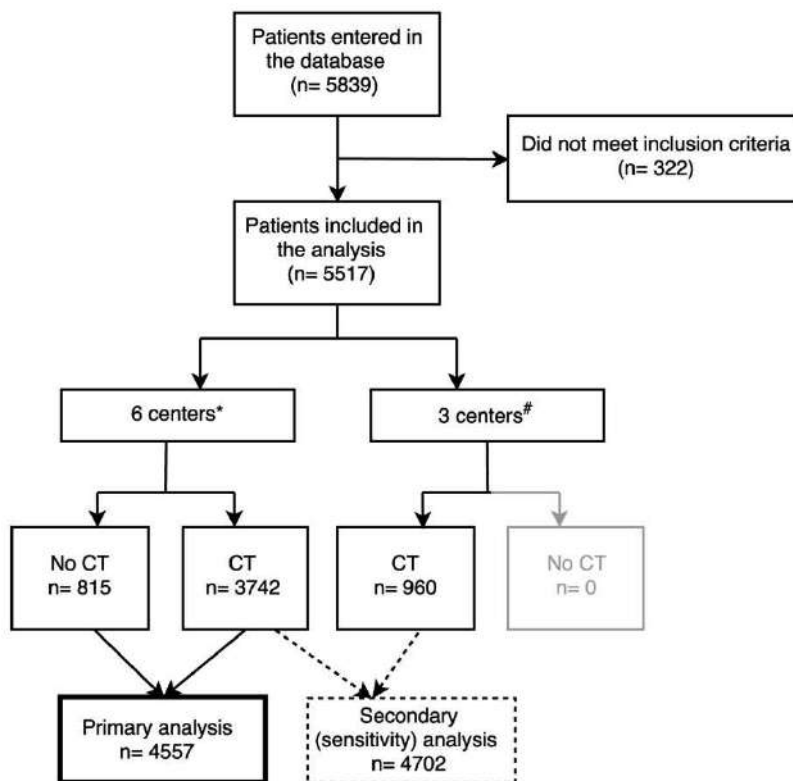 Patients entered in
the database
(n= 5839)
Did not meet inclusion criteria
(n= 322)
Patients included in
the analysis
(n= 5517)
6 centers*
3 centers#
No CT
n= 815
CT
n= 3742
CT
n= 960
No CT
n= 0
Primary analysis
n= 4557
Secondary
(sensitivity) analysis
n= 4702